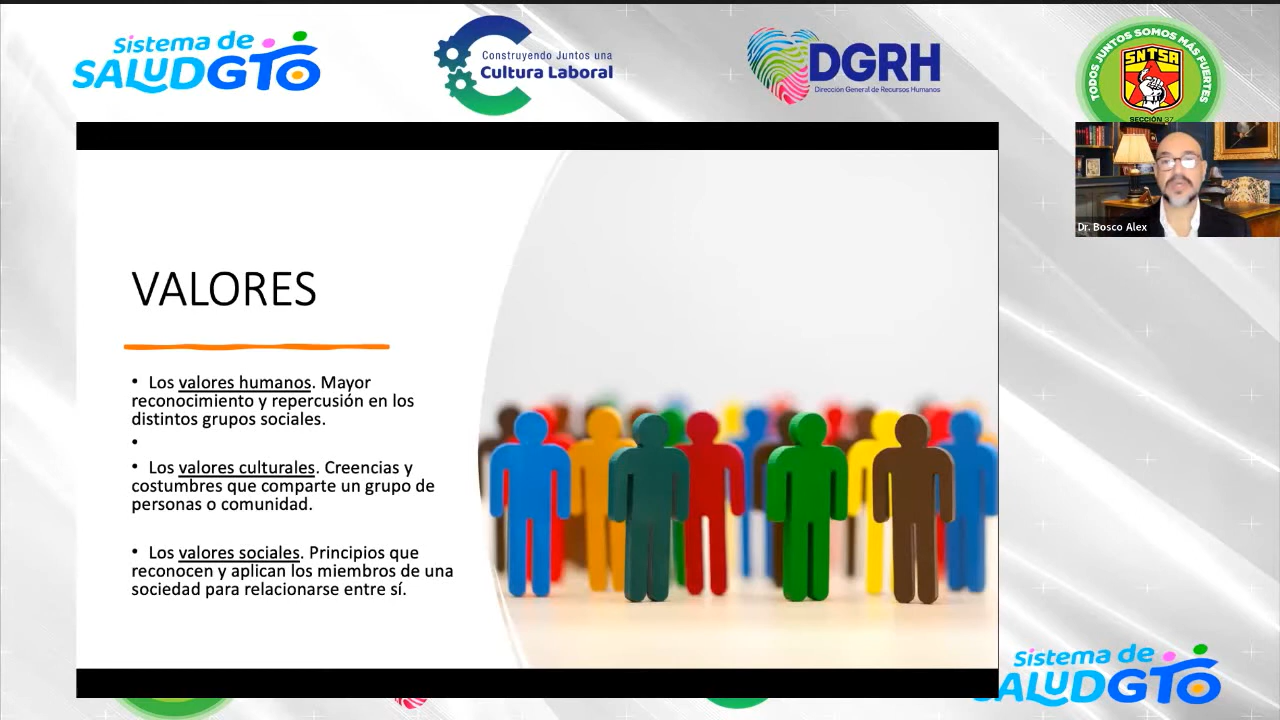 Sistema de
SALUDGTO
Construyendo Juntos una
Cultura Laboral
DGRH
Dirección General de Recursos Humanos
TODOS JUNTOS SOMOS MÁS FUERTES
SNTSA
SECCIÓN 37
Dr. Bosco Alex
VALORES
• Los valores humanos. Mayor
reconocimiento y repercusión en los
distintos grupos sociales.
•
• Los valores culturales. Creencias y
costumbres que comparte un grupo de
personas o comunidad.
• Los valores sociales. Principios que
reconocen y aplican los miembros de una
sociedad para relacionarse entre sí.
Sistema de
SALUDGTO